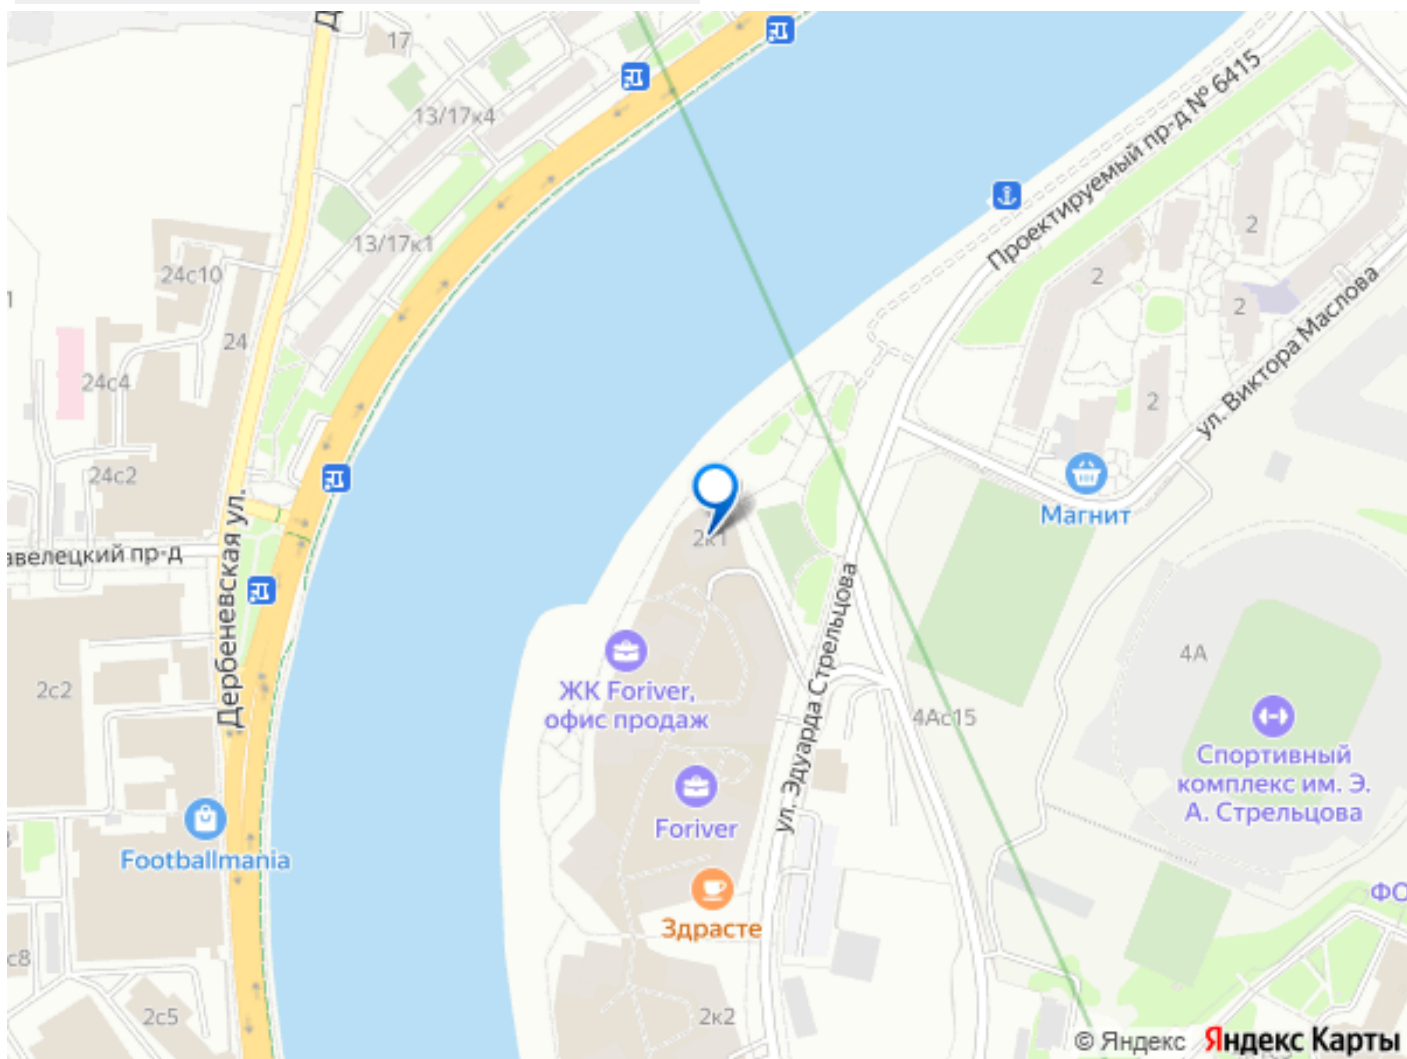 Д
17
13/17к4
Проектируемый пр-д № 6415
13/17к1
24с10
2
2
1
2
24
ул. Виктора Маслова
24с4
2
24с2
Магнит
2к1
авелецкий пр-д
Дербеневская ул.
ул. Эдуарда Стрельцова
4А
2с2
ЖК Foriver,
офис продаж
4Ас15
Спортивный
комплекс им. Э.
А. Стрельцова
Foriver
Footballmania
ФО
Здрасте
с8
2с5
2к2
© Яндекс Яндекс Карты